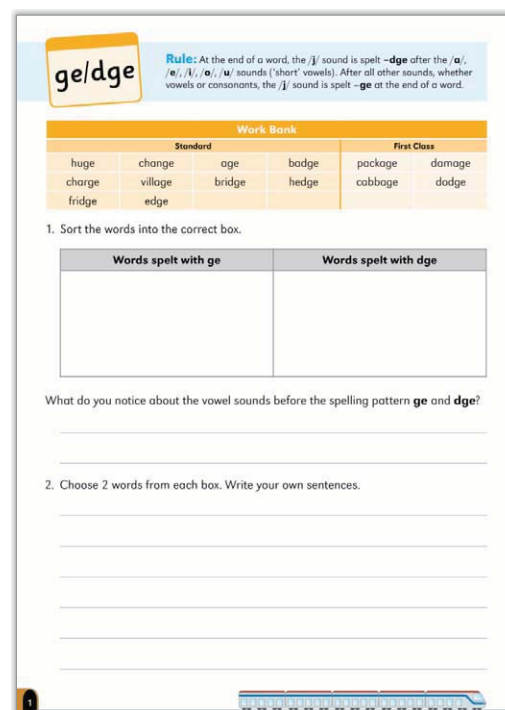 ge/dge
Rule: At the end of a word, the /j/ sound is spelt –dge after the /a/,
/e/, /i/, /o/, /u/ sounds (‘short’ vowels). After all other sounds, whether
vowels or consonants, the /j/ sound is spelt –ge at the end of a word.
Work Bank
Standard First Class
huge change age badge package damage
charge village bridge hedge cabbage dodge
fridge edge
1. Sort the words into the correct box.
Words spelt with ge Words spelt with dge
What do you notice about the vowel sounds before the spelling pattern ge and dge?
2. Choose 2 words from each box. Write your own sentences.
1